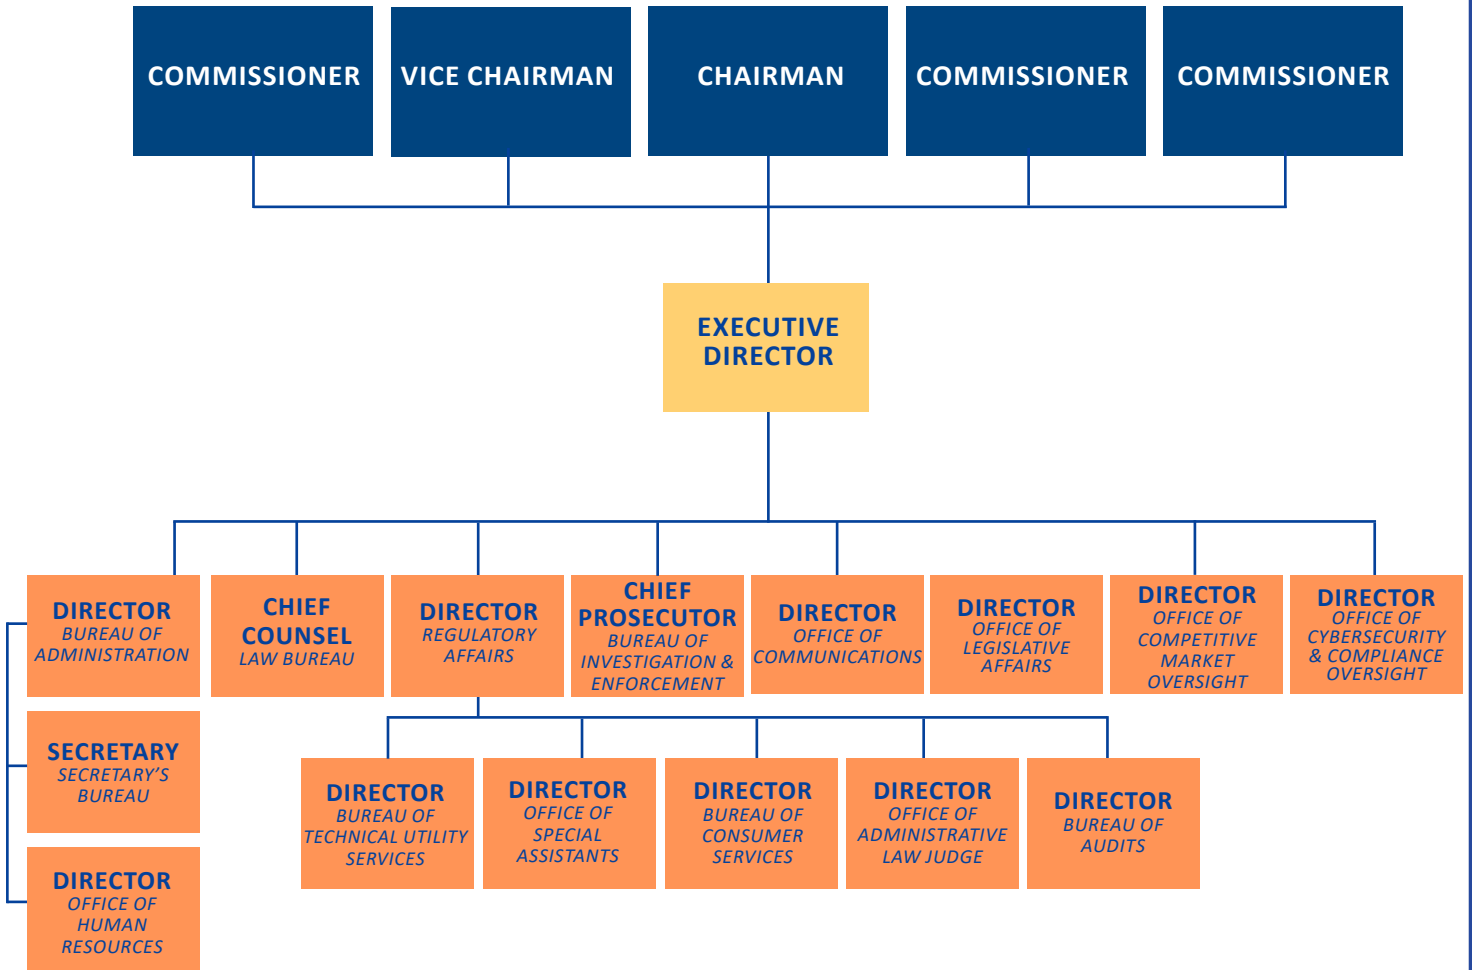 COMMISSIONER
VICE CHAIRMAN
CHAIRMAN
COMMISSIONER
COMMISSIONER
EXECUTIVE
DIRECTOR
DIRECTOR
BUREAU OF
ADMINISTRATION
CHIEF
COUNSEL
LAW BUREAU
DIRECTOR
REGULATORY
AFFAIRS
CHIEF
PROSECUTOR
BUREAU OF
INVESTIGATION &
ENFORCEMENT
DIRECTOR
OFFICE OF
COMMUNICATIONS
DIRECTOR
OFFICE OF
LEGISLATIVE
AFFAIRS
DIRECTOR
OFFICE OF
COMPETITIVE
MARKET
OVERSIGHT
DIRECTOR
OFFICE OF
CYBERSECURITY
& COMPLIANCE
OVERSIGHT
SECRETARY
SECRETARY’S
BUREAU
DIRECTOR
BUREAU OF
TECHNICAL UTILITY
SERVICES
DIRECTOR
OFFICE OF
SPECIAL
ASSISTANTS
DIRECTOR
BUREAU OF
CONSUMER
SERVICES
DIRECTOR
OFFICE OF
ADMINISTRATIVE
LAW JUDGE
DIRECTOR
BUREAU OF
AUDITS
DIRECTOR
OFFICE OF
HUMAN
RESOURCES